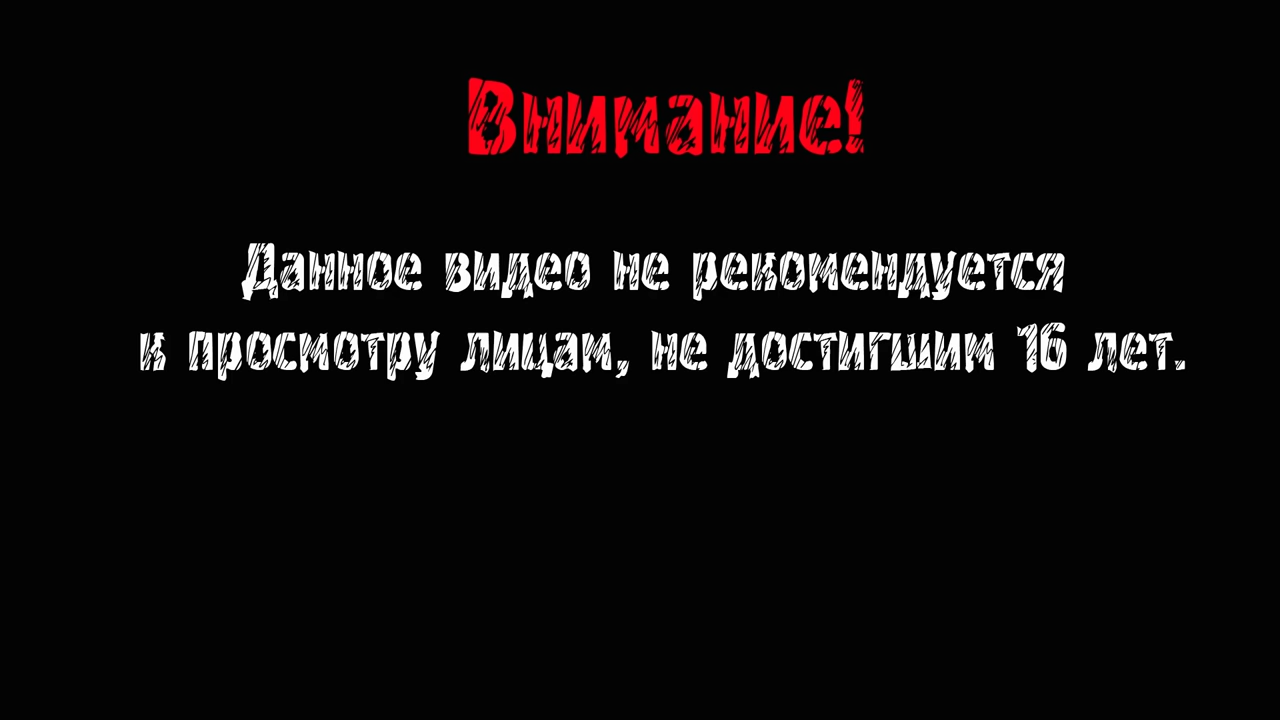 Внимание!
Данное видео не рекомендуется
к просмотру лицам, не достигшим 16 лет.